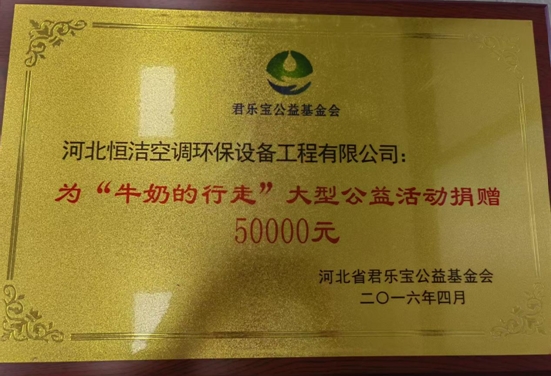 君乐宝公益基金会
河北恒洁空调环保设备工程有限公司：
为“牛奶的行走”大型公益活动捐赠
50000元
河北省君乐宝公益基金会
二〇一六年四月